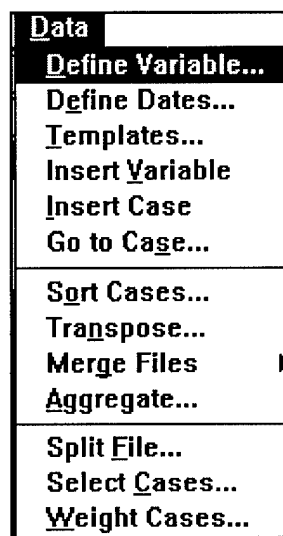 Data
Define Variable...
Define Dates...
Templates...
Insert Variable
Insert Case
Go to Case...
Sort Cases...
Transpose...
Merge Files
Aggregate...
Split File...
Select Cases...
Weight Cases...